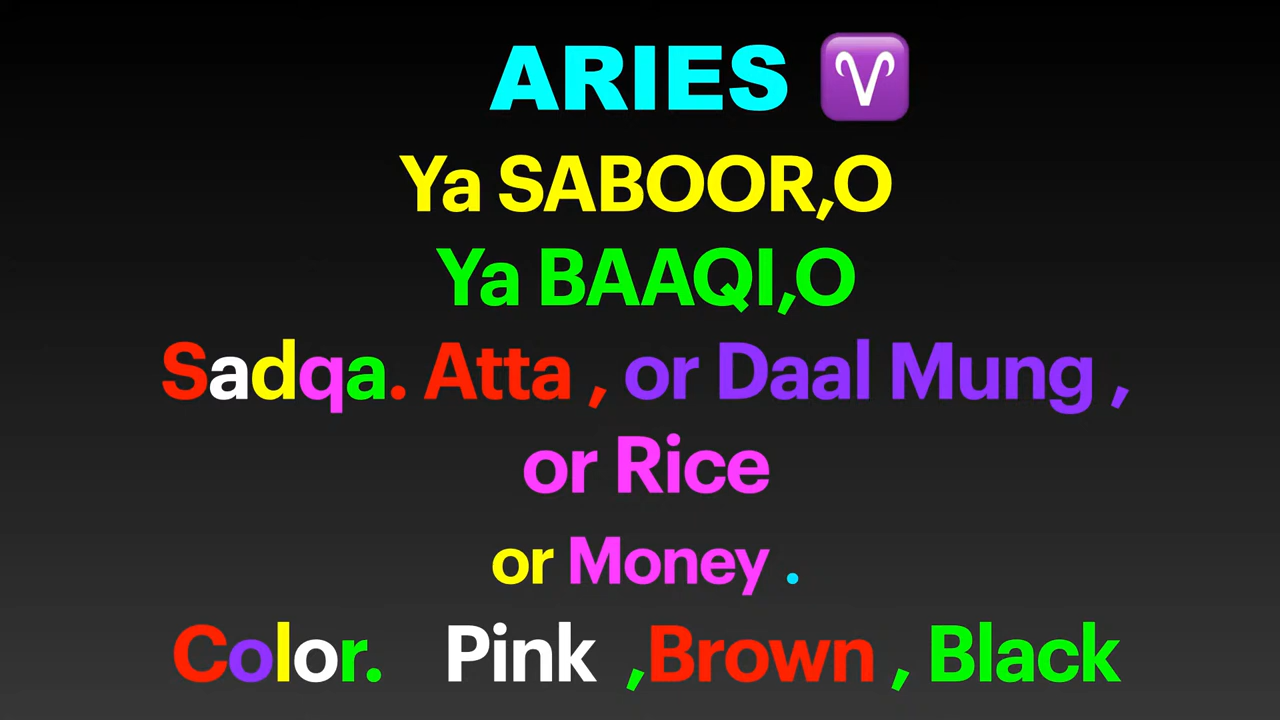 ARIES ♈
Ya SABOOR,O
Ya BAAQI,O
Sadqa. Atta , or Daal Mung ,
or Rice
or Money .
Color. Pink ,Brown , Black